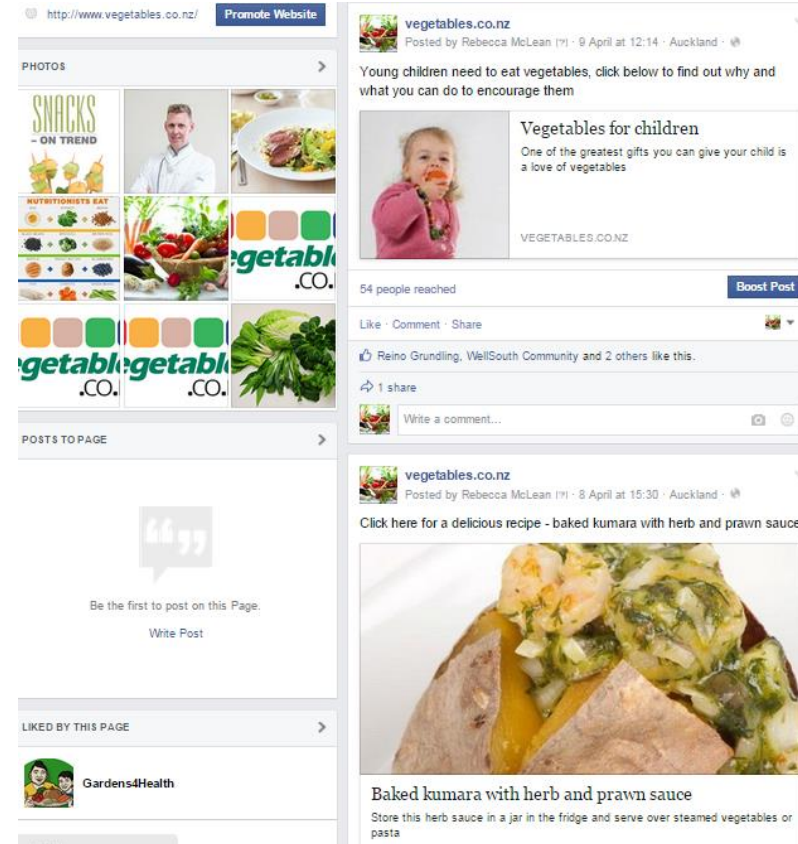 http://www.vegetables.co.nz/
Promote Website
PHOTOS
SNACKS
- ON TREND
NUTRITIONISTS EAT
getable
.CO.
getable
.CO.
getable
.CO.
POSTS TO PAGE
Be the first to post on this Page.
Write Post
LIKED BY THIS PAGE
Gardens4Health
vegetables.co.nz
Posted by Rebecca McLean [?] · 9 April at 12:14 · Auckland ·
Young children need to eat vegetables, click below to find out why and
what you can do to encourage them
Vegetables for children
One of the greatest gifts you can give your child is
a love of vegetables
VEGETABLES.CO.NZ
54 people reached
Boost Post
Like · Comment · Share
Reino Grundling, WellSouth Community and 2 others like this.
1 share
Write a comment...
vegetables.co.nz
Posted by Rebecca McLean [?] · 8 April at 15:30 · Auckland ·
Click here for a delicious recipe - baked kumara with herb and prawn sauce
Baked kumara with herb and prawn sauce
Store this herb sauce in a jar in the fridge and serve over steamed vegetables or
pasta